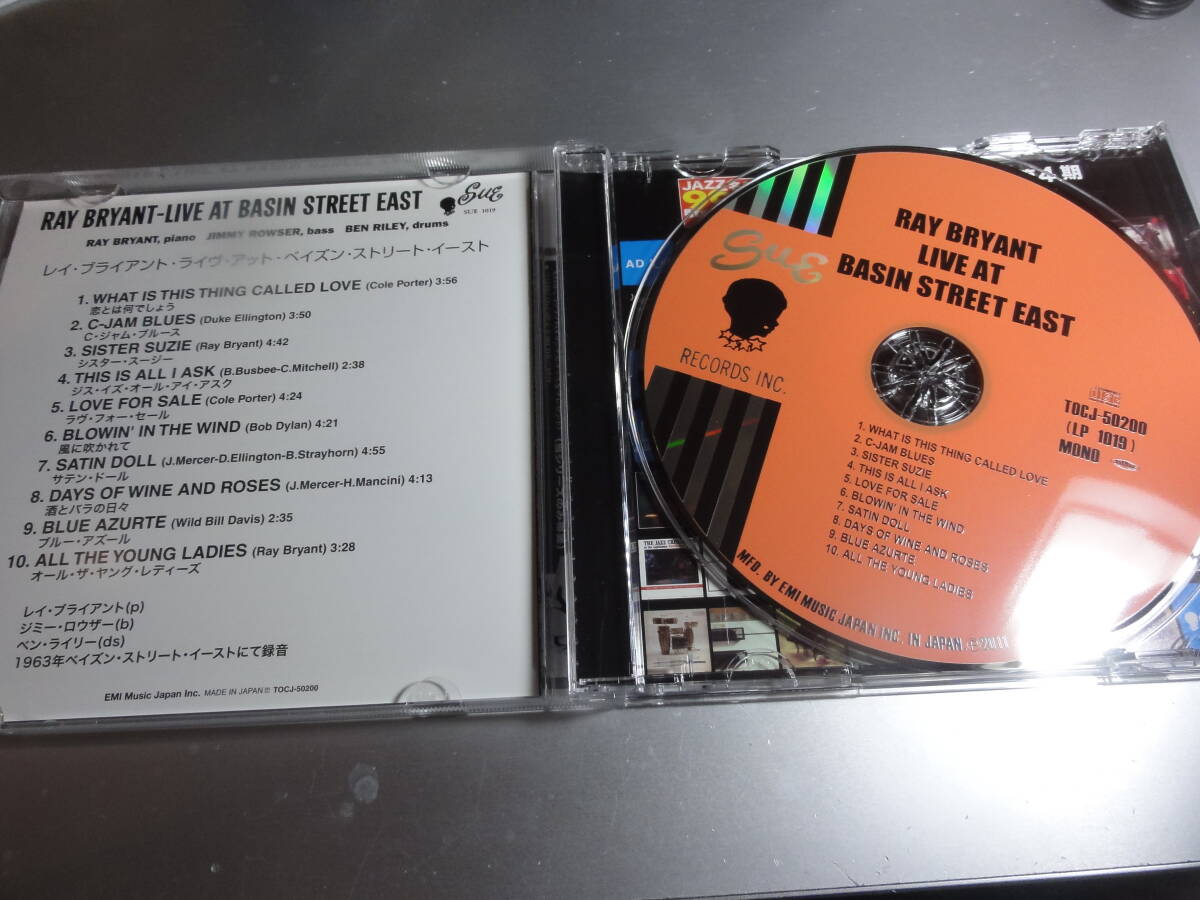 RAY BRYANT-LIVE AT BASIN STREET EAST
SUE
SUE 1019
RAY BRYANT, piano JIMMY ROWSER, bass BEN RILEY, drums
レイ・ブライアント・ライヴ・アット・ベイズン・ストリート・イースト
1. WHAT IS THIS THING CALLED LOVE (Cole Porter) 3:56
恋とは何でしょう
2. C-JAM BLUES (Duke Ellington) 3:50
C・ジャム・ブルース
3. SISTER SUZIE (Ray Bryant) 4:42
シスター・スージー
4. THIS IS ALL I ASK (B.Busbee-C.Mitchell) 2:38
ジス・イズ・オール・アイ・アスク
5. LOVE FOR SALE (Cole Porter) 4:24
ラヴ・フォー・セール
6. BLOWIN' IN THE WIND (Bob Dylan) 4:21
風に吹かれて
7. SATIN DOLL (J.Mercer-D.Ellington-B.Strayhorn) 4:55
サテン・ドール
8. DAYS OF WINE AND ROSES (J.Mercer-H.Mancini) 4:13
酒とバラの日々
9. BLUE AZURTE (Wild Bill Davis) 2:35
ブルー・アズール
10. ALL THE YOUNG LADIES (Ray Bryant) 3:28
オール・ザ・ヤング・レディーズ
レイ・ブライアント(p)
ジミー・ロウザー(b)
ベン・ライリー(ds)
1963年ベイズン・ストリート・イーストにて録音
EMI Music Japan Inc. MADE IN JAPAN ℗ TOCJ-50200
4期
JAZZ
AD
SUE
RECORDS INC.
RAY BRYANT
LIVE AT
BASIN STREET EAST
TOCJ-50200
(LP 1019)
MONO
1. WHAT IS THIS THING CALLED LOVE
2. C-JAM BLUES
3. SISTER SUZIE
4. THIS IS ALL I ASK
5. LOVE FOR SALE
6. BLOWIN' IN THE WIND.
7. SATIN DOLL
8. DAYS OF WINE AND ROSES
9. BLUE AZURTE
10. ALL THE YOUNG LADIES
MFD. BY EMI MUSIC JAPAN INC. IN JAPAN ℗2011